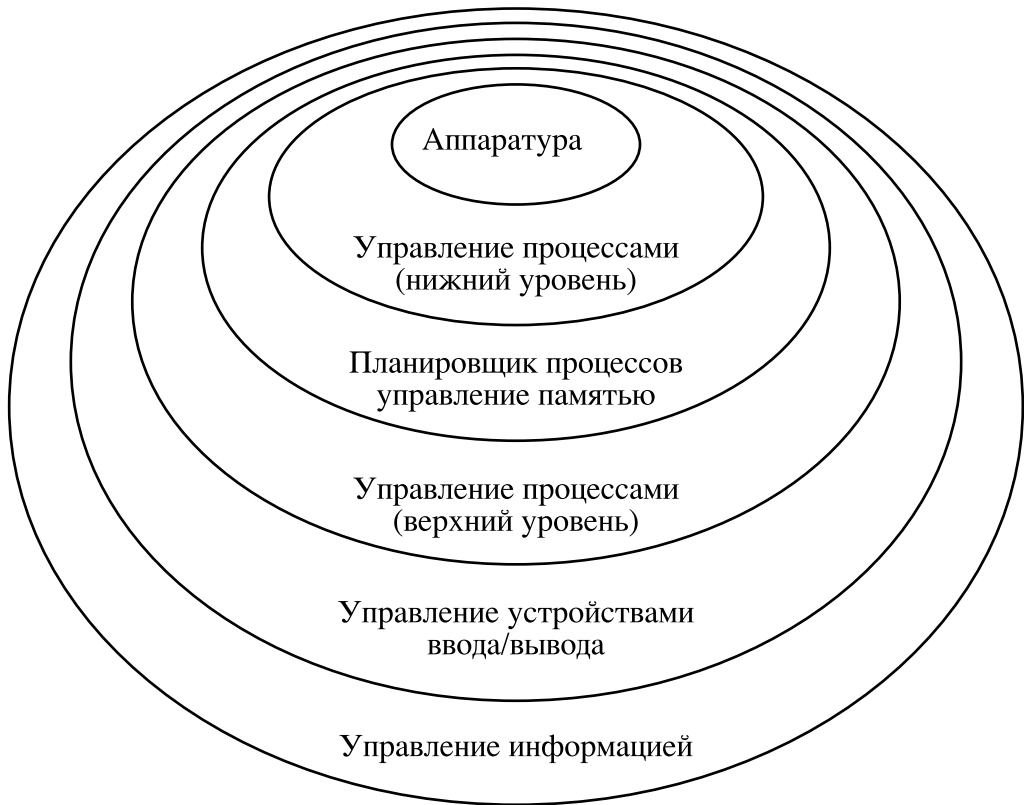 Аппаратура
Управление процессами
(нижний уровень)
Планировщик процессов
управление памятью
Управление процессами
(верхний уровень)
Управление устройствами
ввода/вывода
Управление информацией